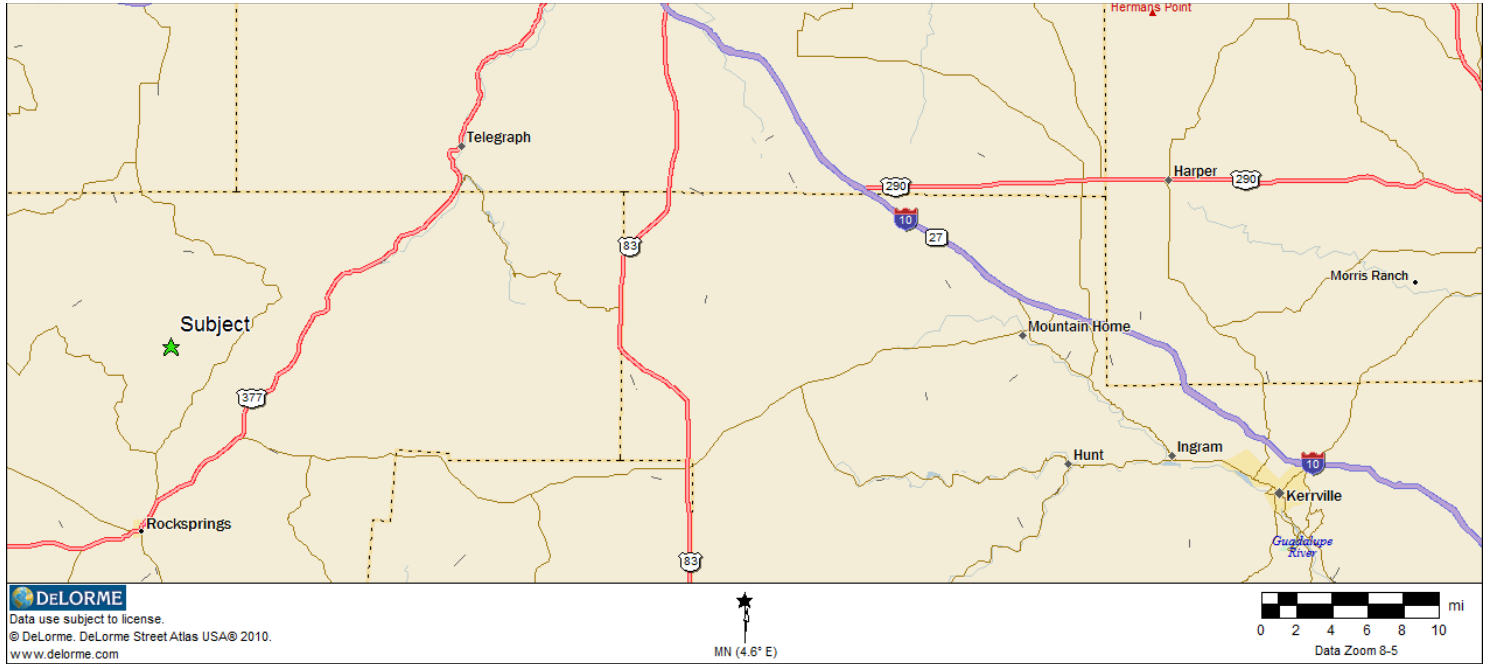 Hermans Point
Telegraph
Harper
290
290
10
27
83
Morris Ranch
Subject
Mountain Home
377
Ingram
Hunt
10
Kerrville
Rocksprings
Guadalupe
River
83
DELORME
Data use subject to license.
© DeLorme. DeLorme Street Atlas USA® 2010.
www.delorme.com
MN (4.6° E)
mi
0 2 4 6 8 10
Data Zoom 8-5